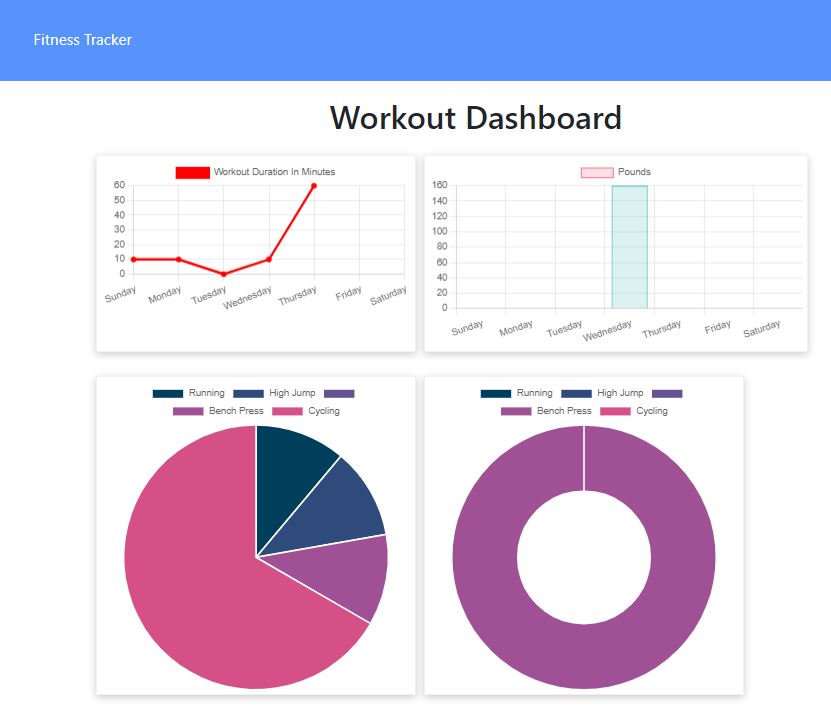 Fitness Tracker
Workout Dashboard
Workout Duration In Minutes
60
50
40
30
20
10
0
Sunday Monday Tuesday Wednesday Thursday Friday Saturday
Pounds
160
140
120
100
80
60
40
20
0
Sunday Monday Tuesday Wednesday Thursday Friday Saturday
Running High Jump
Bench Press Cycling
Running High Jump
Bench Press Cycling